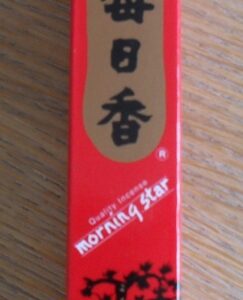 毎日香
®
Quality Incense
morning star